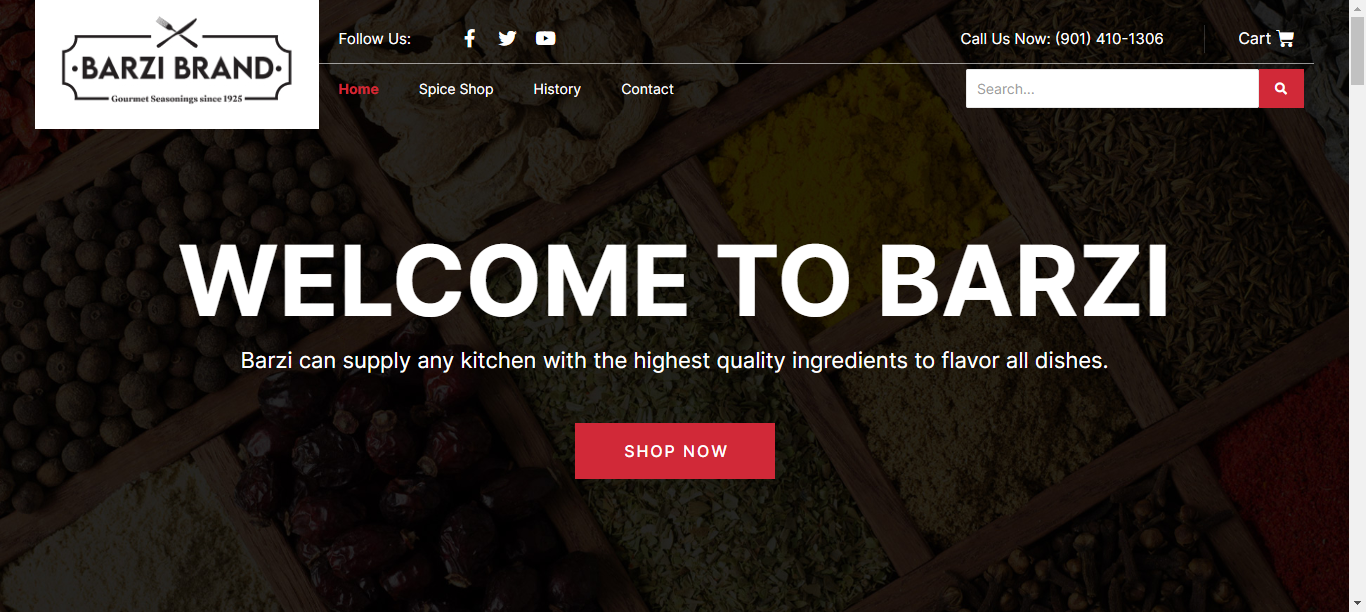 BARZI BRAND
Gourmet Seasonings since 1925
Follow Us:
Call Us Now: (901) 410-1306
Cart
Home
Spice Shop
History
Contact
Search...
WELCOME TO BARZI
Barzi can supply any kitchen with the highest quality ingredients to flavor all dishes.
SHOP NOW